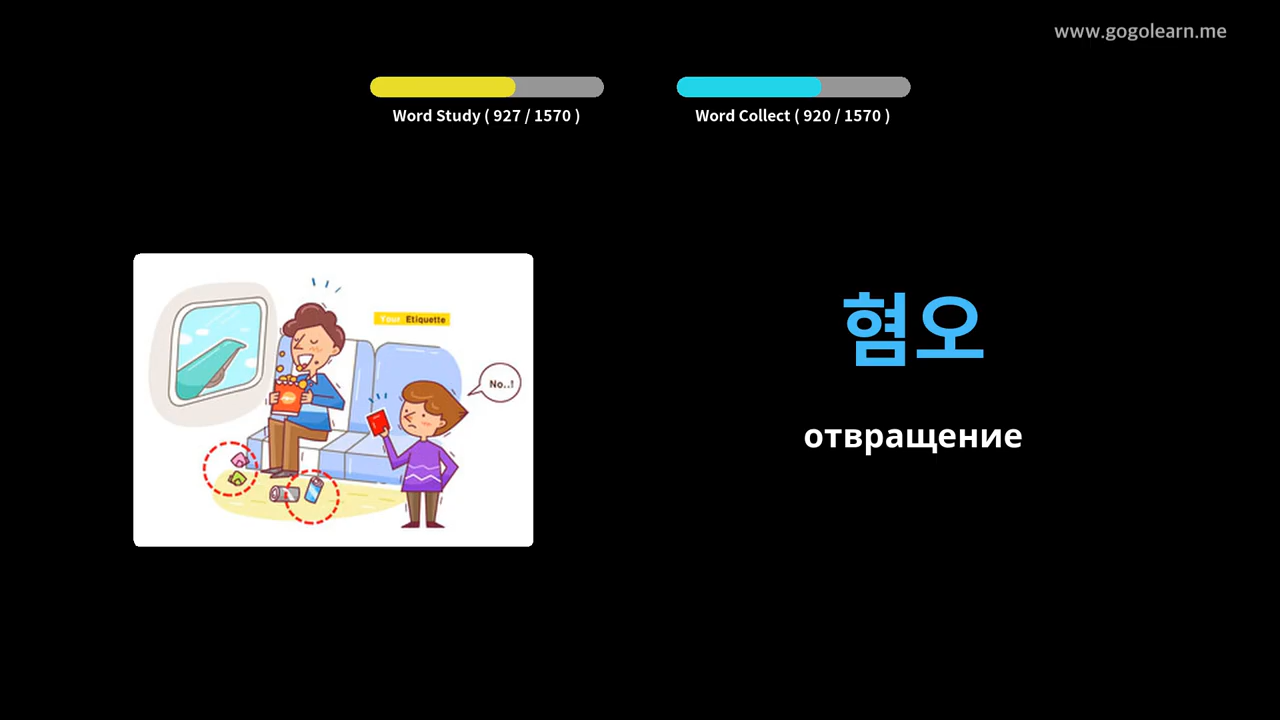 www.gogolearn.me
Word Study ( 927 / 1570 )
Word Collect ( 920 / 1570 )
Your Etiquette
No..!
혐오
отвращение